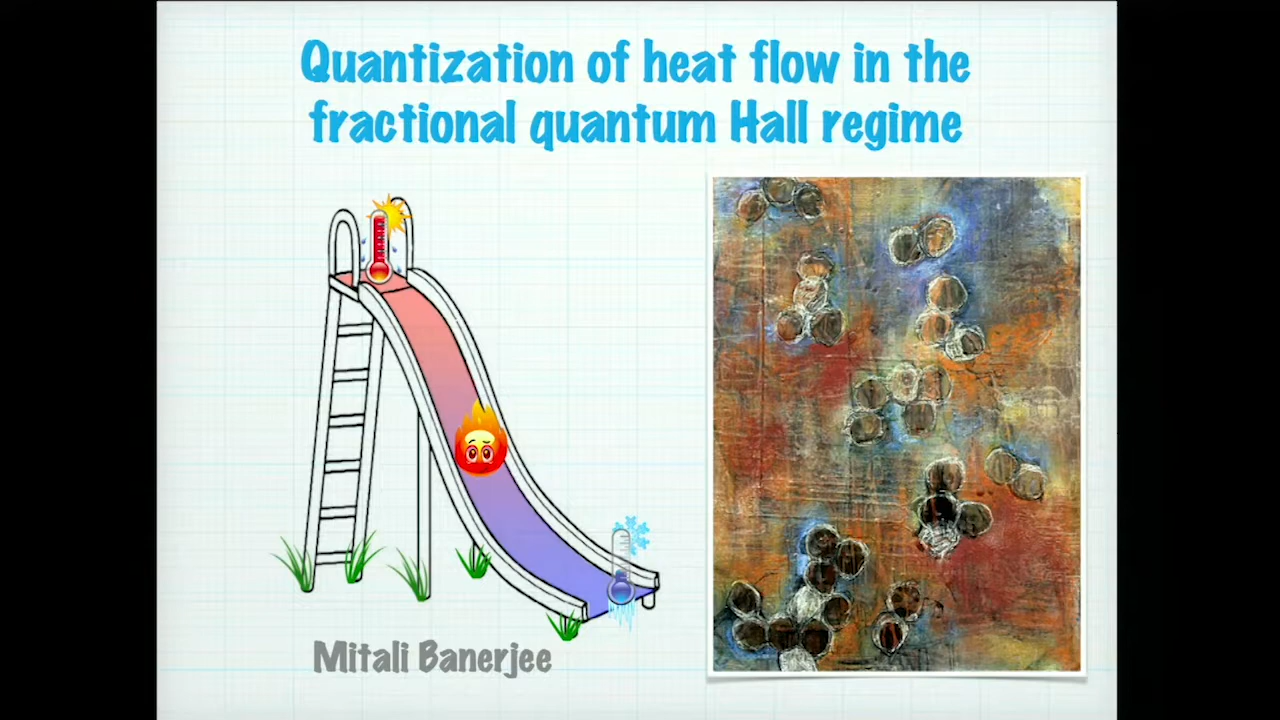 Quantization of heat flow in the
fractional quantum Hall regime
Mitali Banerjee